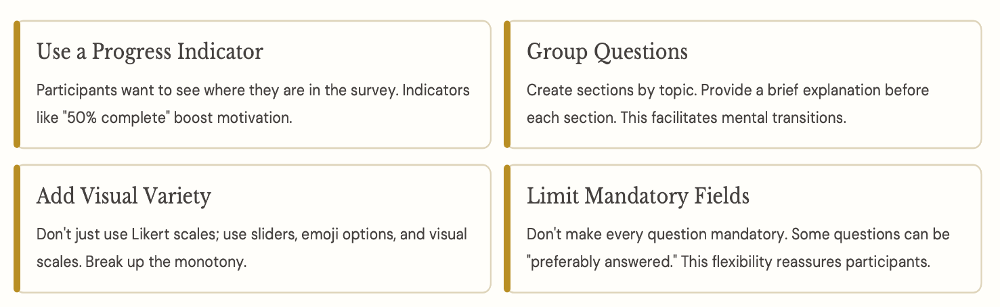 Use a Progress Indicator
Participants want to see where they are in the survey. Indicators
like "50% complete" boost motivation.
Group Questions
Create sections by topic. Provide a brief explanation before
each section. This facilitates mental transitions.
Add Visual Variety
Don't just use Likert scales; use sliders, emoji options, and visual
scales. Break up the monotony.
Limit Mandatory Fields
Don't make every question mandatory. Some questions can be
"preferably answered." This flexibility reassures participants.